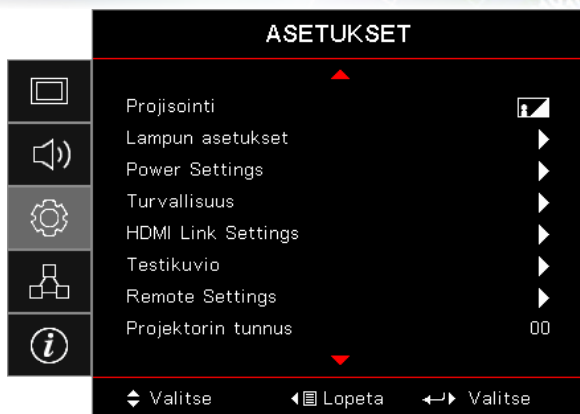 ASETUKSET
Projisointi
Lampun asetukset
Power Settings
Turvallisuus
HDMI Link Settings
Testikuvio
Remote Settings
Projektorin tunnus 00
Valitse Lopeta Valitse